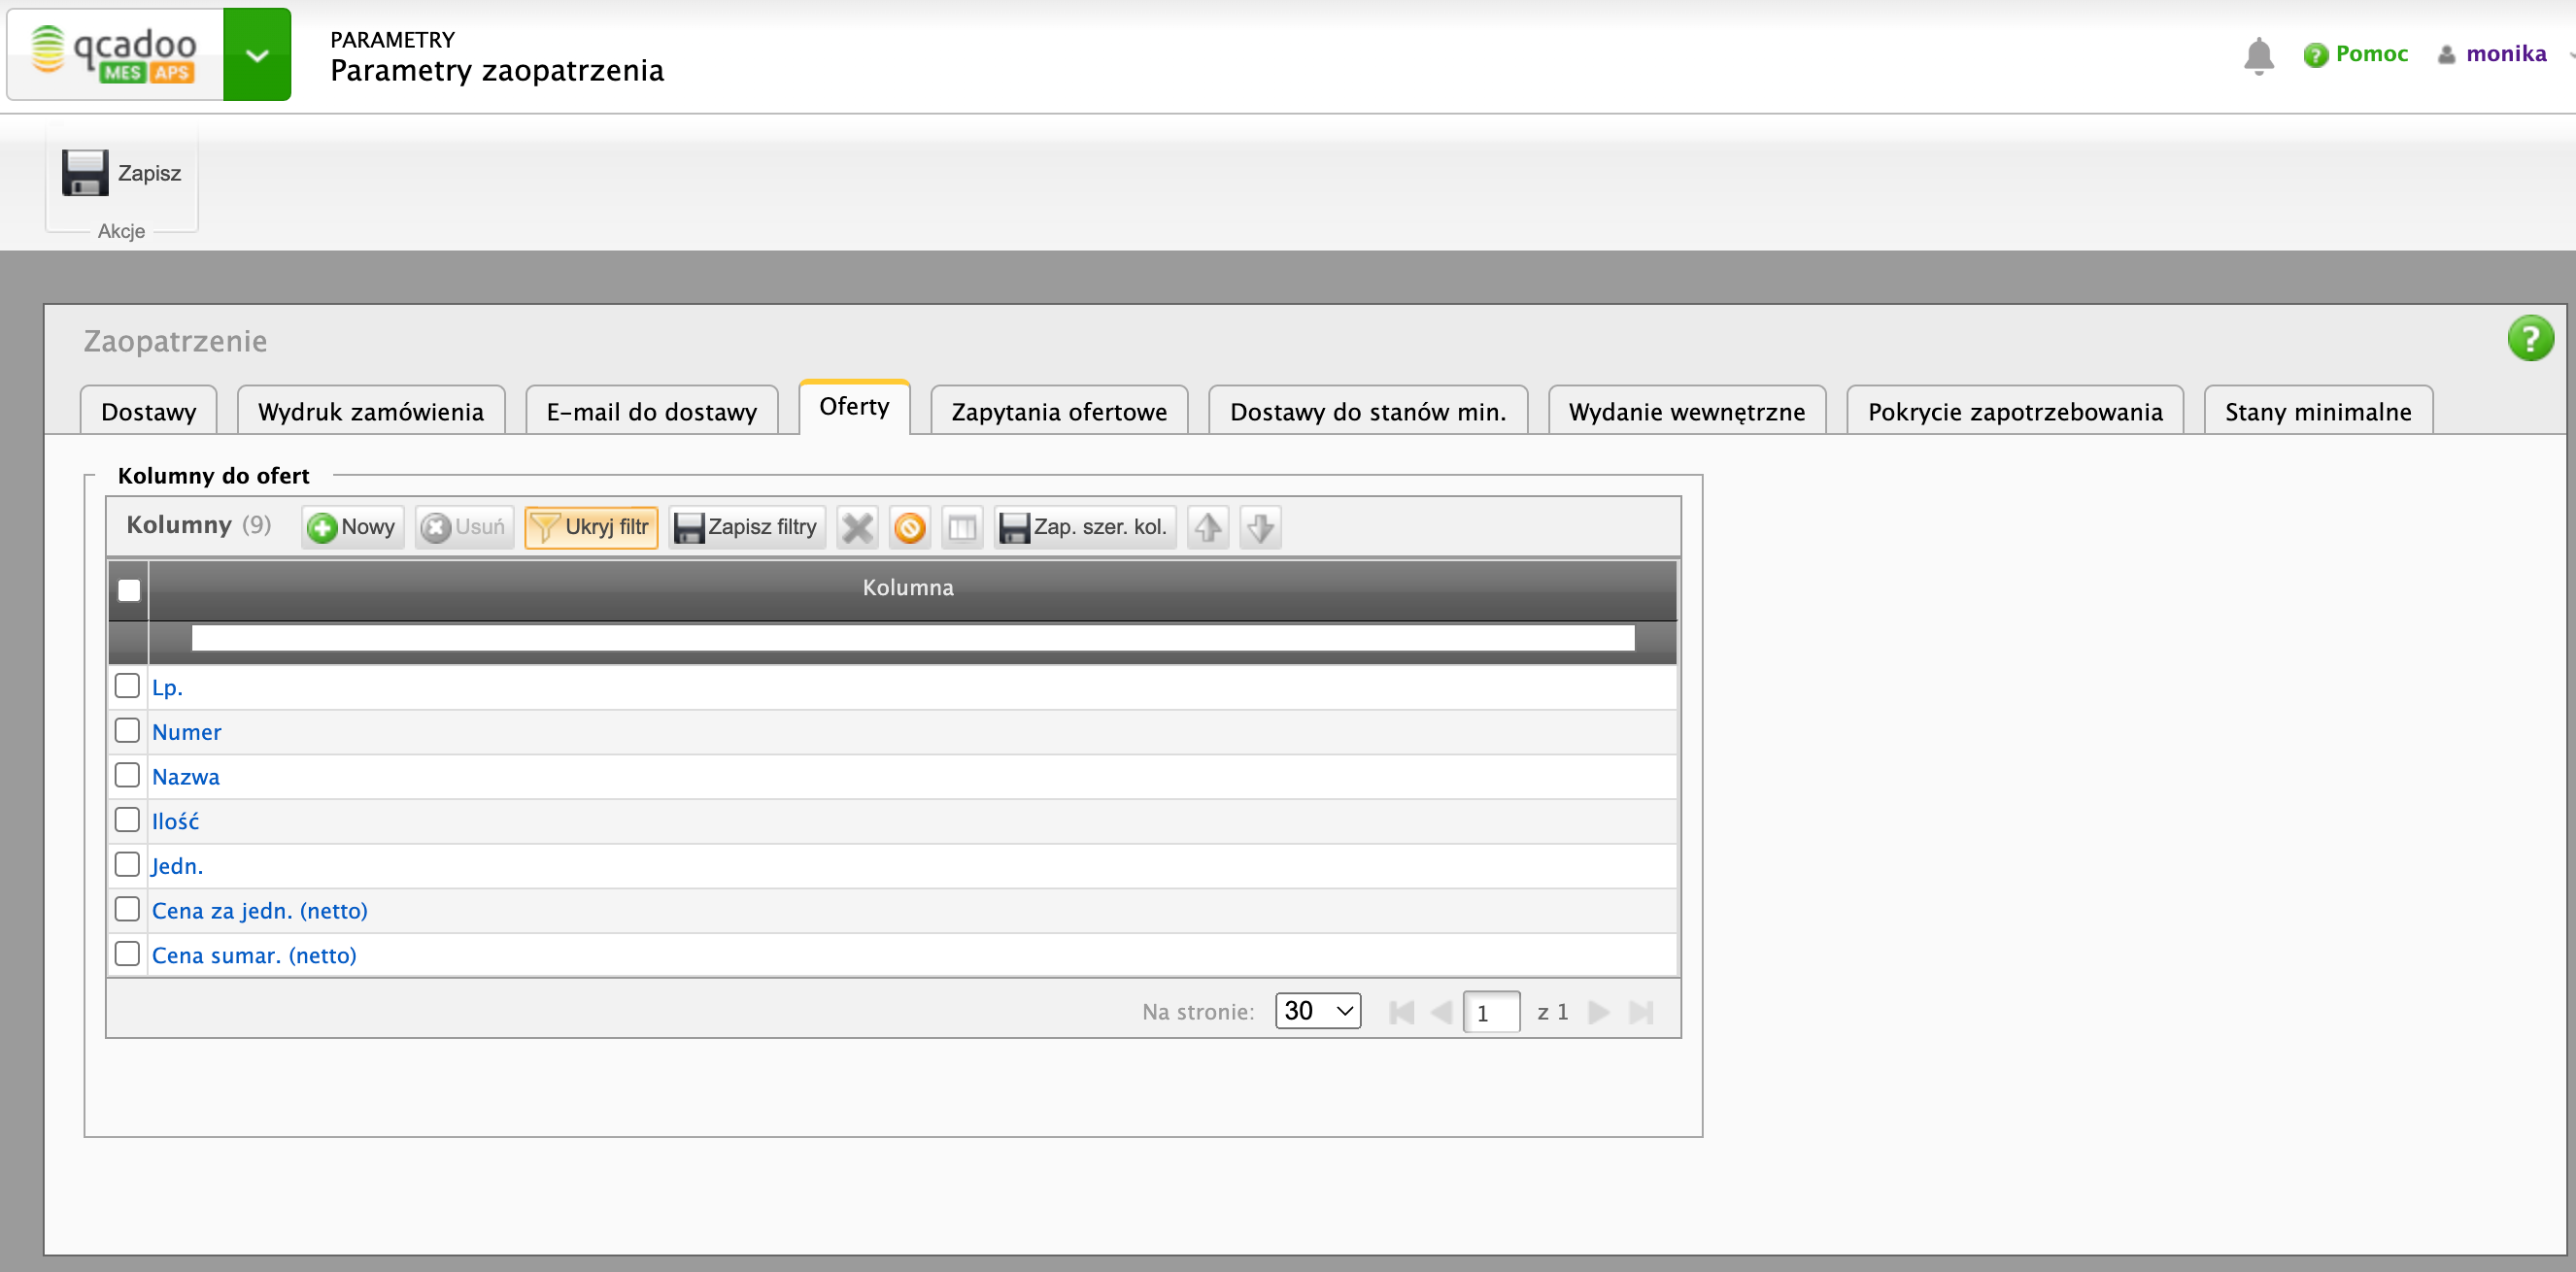 qcadoo
MES APS
PARAMETRY
Parametry zaopatrzenia
Pomoc
monika
Zapisz
Akcje
Zaopatrzenie
Dostawy
Wydruk zamówienia
E-mail do dostawy
Oferty
Zapytania ofertowe
Dostawy do stanów min.
Wydanie wewnętrzne
Pokrycie zapotrzebowania
Stany minimalne
Kolumny do ofert
Kolumny (9)
Nowy
Usuń
Ukryj filtr
Zapisz filtry
Zap. szer. kol.
Kolumna
Lp.
Numer
Nazwa
Ilość
Jedn.
Cena za jedn. (netto)
Cena sumar. (netto)
Na stronie: 30 1 z 1